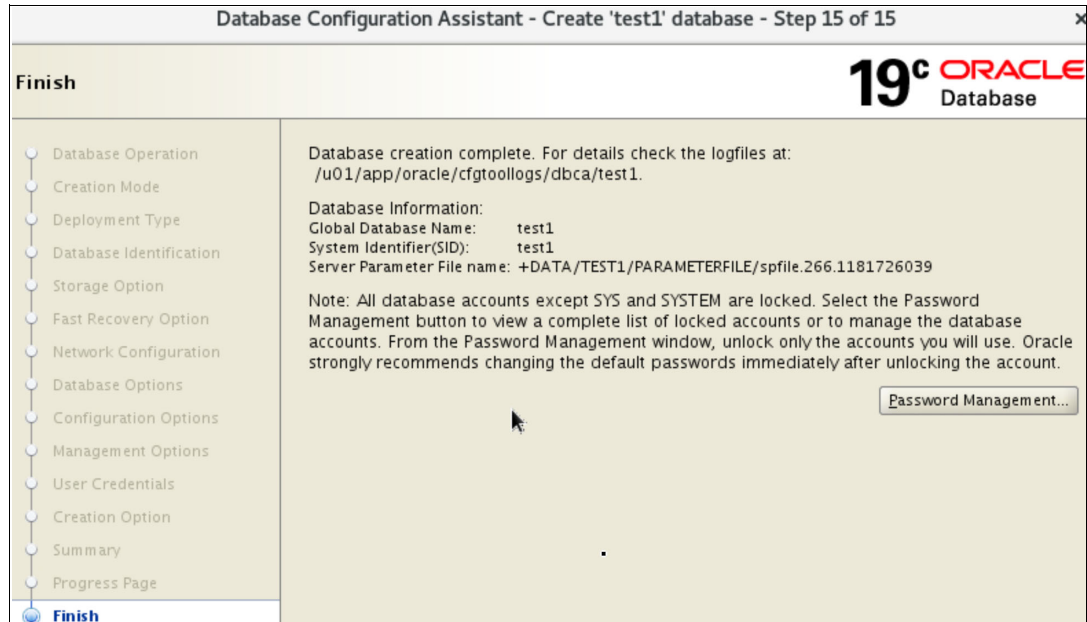 Database Configuration Assistant - Create 'test1' database - Step 15 of 15
x
Finish
19c ORACLE
Database
Database Operation
Creation Mode
Deployment Type
Database Identification
Storage Option
Fast Recovery Option
Network Configuration
Database Options
Configuration Options
Management Options
User Credentials
Creation Option
Summary
Progress Page
Finish
Database creation complete. For details check the logfiles at:
/u01/app/oracle/cfgtoollogs/dbca/test1.
Database Information:
Global Database Name: test1
System Identifier(SID): test1
Server Parameter File name: +DATA/TEST1/PARAMETERFILE/spfile.266.1181726039
Note: All database accounts except SYS and SYSTEM are locked. Select the Password
Management button to view a complete list of locked accounts or to manage the database
accounts. From the Password Management window, unlock only the accounts you will use. Oracle
strongly recommends changing the default passwords immediately after unlocking the account.
Password Management...